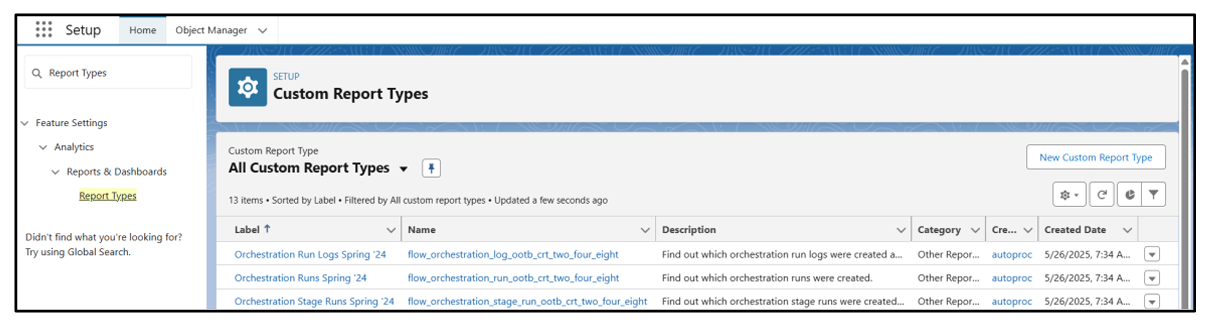 Setup Home Object Manager
Report Types
SETUP
Custom Report Types
Feature Settings
Analytics
Reports & Dashboards
Report Types
Didn't find what you're looking for?
Try using Global Search.
Custom Report Type
All Custom Report Types
New Custom Report Type
13 items • Sorted by Label • Filtered by All custom report types • Updated a few seconds ago
Label ↑ Name Description Category Cre... Created Date
Orchestration Run Logs Spring '24 flow_orchestration_log_ootb_crt_two_four_eight Find out which orchestration run logs were created a... Other Repor... autoproc 5/26/2025, 7:34 A...
Orchestration Runs Spring '24 flow_orchestration_run_ootb_crt_two_four_eight Find out which orchestration runs were created. Other Repor... autoproc 5/26/2025, 7:34 A...
Orchestration Stage Runs Spring '24 flow_orchestration_stage_run_ootb_crt_two_four_eight Find out which orchestration stage runs were created... Other Repor... autoproc 5/26/2025, 7:34 A...